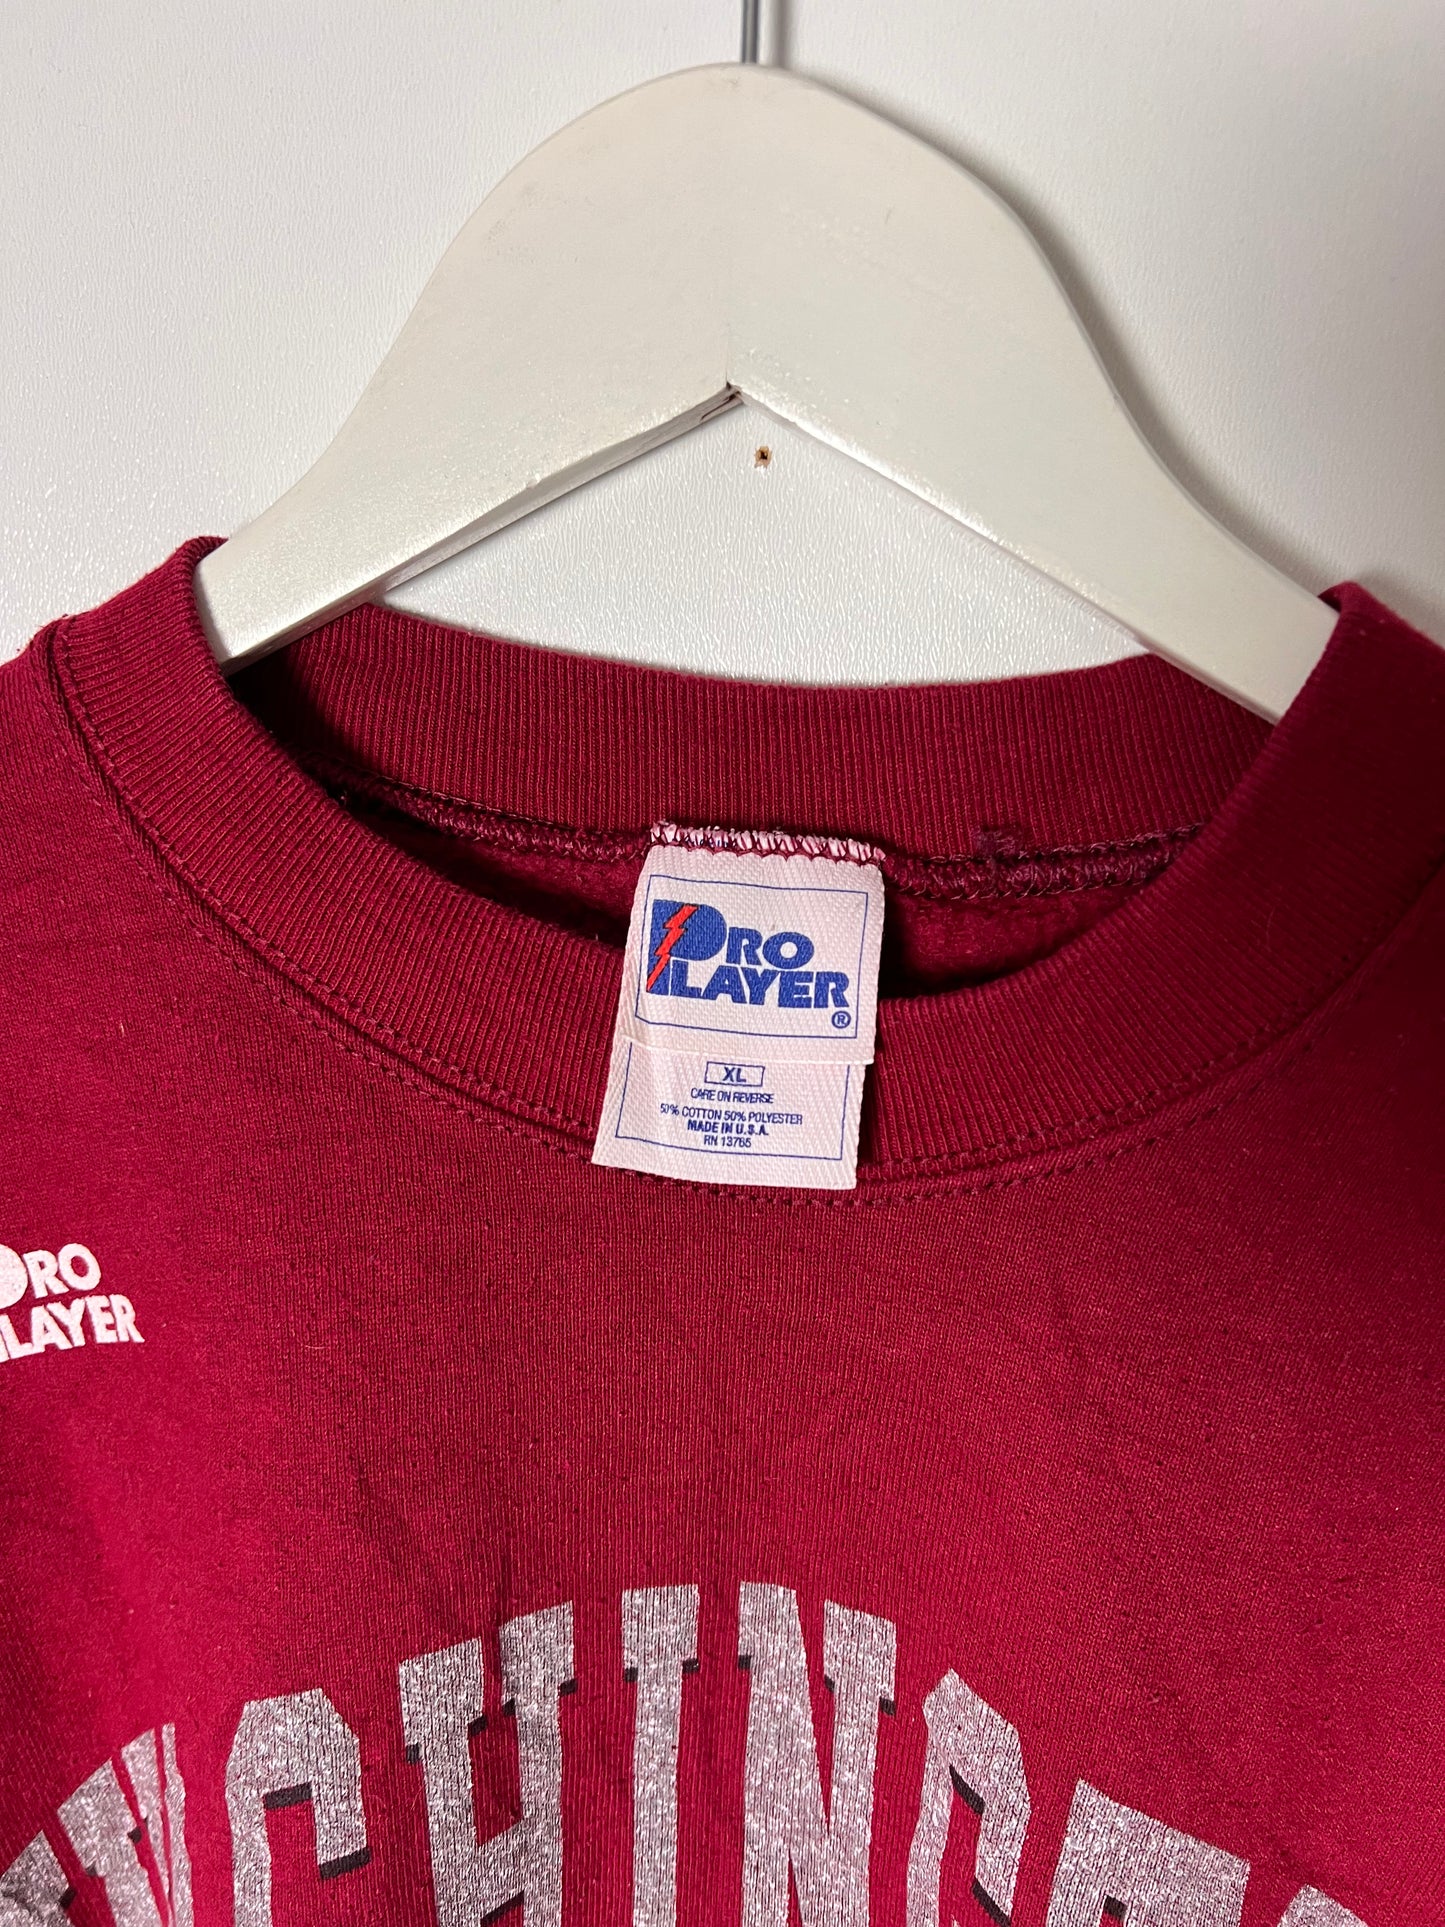 PRO
PLAYER
®
XL
CARE ON REVERSE
50% COTTON 50% POLYESTER
MADE IN U.S.A.
RN 13765
PRO
PLAYER